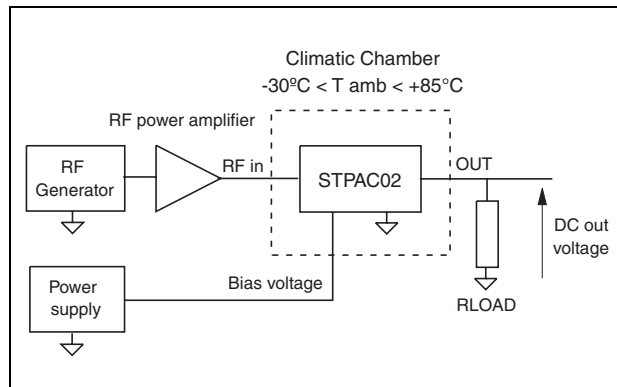 Climatic Chamber
-30ºC < T amb < +85°C
RF power amplifier
RF
Generator
RF in
STPAC02
OUT
DC out
voltage
Power
supply
Bias voltage
RLOAD